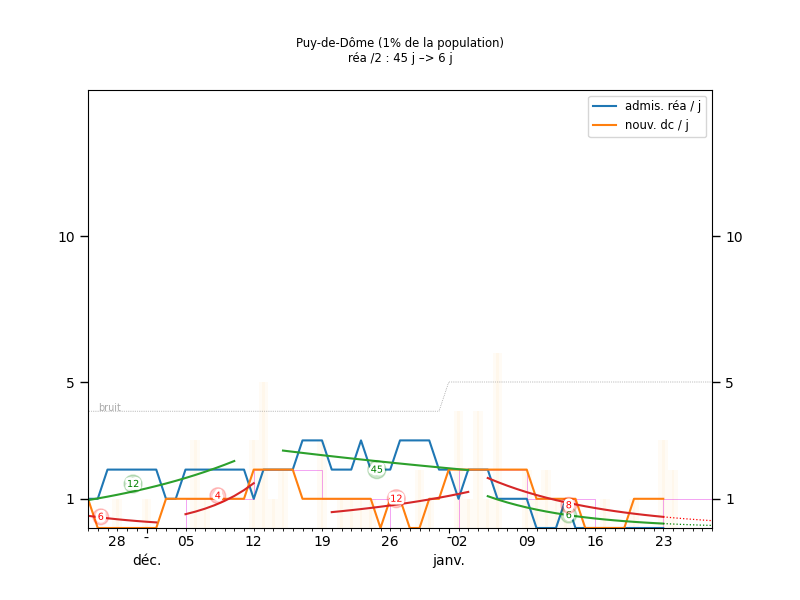 Puy-de-Dôme (1% de la population)
réa /2 : 45 j –> 6 j
admis. réa / j
nouv. dc / j
10 10
5 5
bruit
45
12
12
4
8
6
6
1 1
28 - 05 12 19 26 -02 09 16 23
déc. janv.